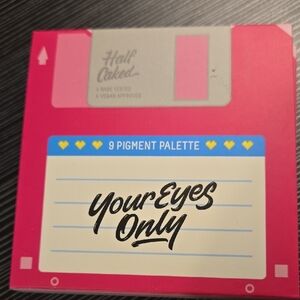 Half
Caked
9 PIGMENT PALETTE
Your Eyes
Only